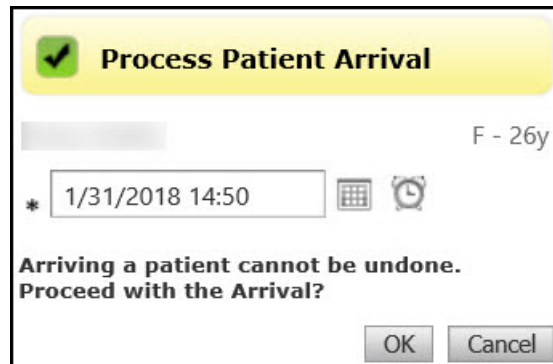 Process Patient Arrival
F - 26y
* 1/31/2018 14:50
Arriving a patient cannot be undone.
Proceed with the Arrival?
OK Cancel